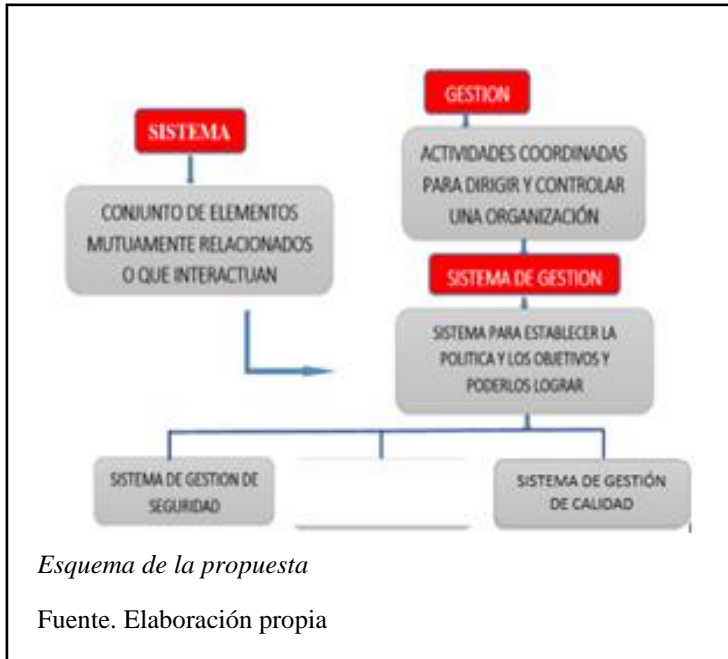 SISTEMA
CONJUNTO DE ELEMENTOS
MUTUAMENTE RELACIONADOS
O QUE INTERACTUAN
GESTION
ACTIVIDADES COORDINADAS
PARA DIRIGIR Y CONTROLAR
UNA ORGANIZACIÓN
SISTEMA DE GESTION
SISTEMA PARA ESTABLECER LA
POLITICA Y LOS OBJETIVOS Y
PODERLOS LOGRAR
SISTEMA DE GESTION DE
SEGURIDAD
SISTEMA DE GESTIÓN
DE CALIDAD
Esquema de la propuesta
Fuente. Elaboración propia